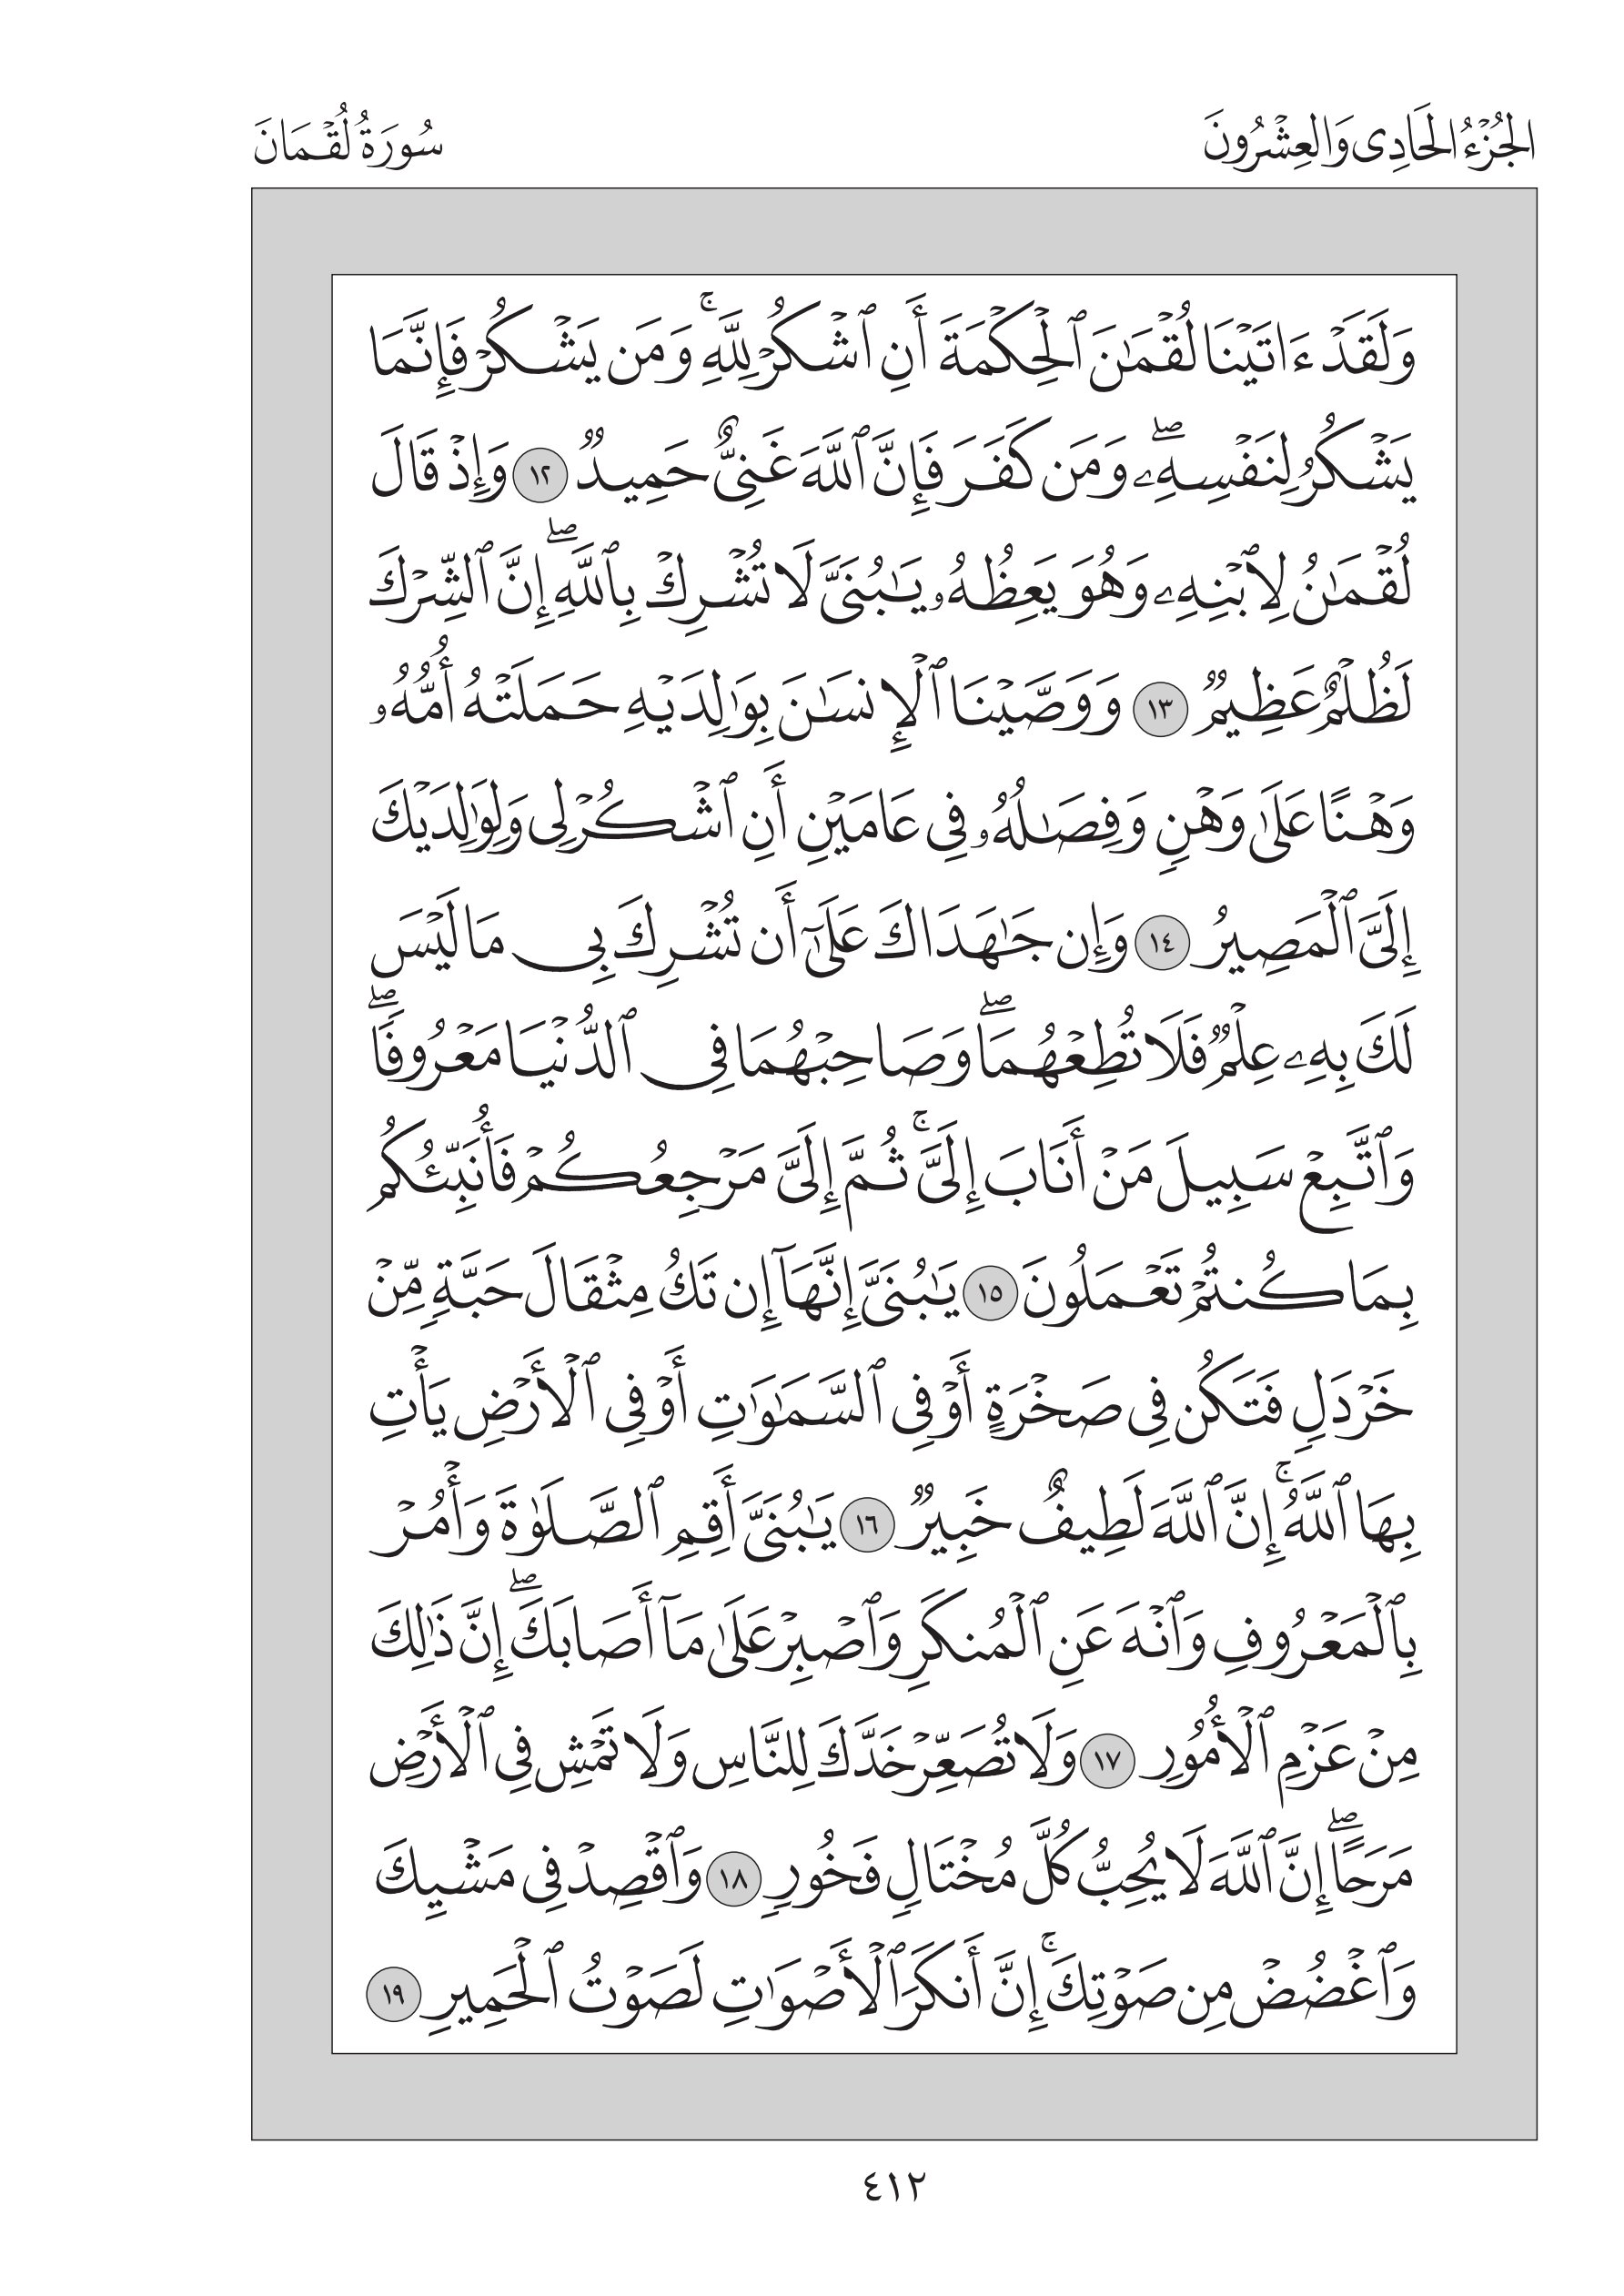 الجُزْءُ الحَادِي وَالعِشْرُونَ
سُورَةُ لُقْمَانَ
وَلَقَدْ ءَاتَيْنَا لُقْمَٰنَ ٱلْحِكْمَةَ أَنِ ٱشْكُرْ لِلَّهِۚ وَمَن يَشْكُرْ فَإِنَّمَا
يَشْكُرُ لِنَفْسِهِۦۖ وَمَن كَفَرَ فَإِنَّ ٱللَّهَ غَنِىٌّ حَمِيدٌ ١٢ وَإِذْ قَالَ
لُقْمَٰنُ لِٱبْنِهِۦ وَهُوَ يَعِظُهُۥ يَٰبُنَىَّ لَا تُشْرِكْ بِٱللَّهِۖ إِنَّ ٱلشِّرْكَ
لَظُلْمٌ عَظِيمٌ ١٣ وَوَصَّيْنَا ٱلْإِنسَٰنَ بِوَٰلِدَيْهِ حَمَلَتْهُ أُمُّهُۥ
وَهْنًا عَلَىٰ وَهْنٍ وَفِصَٰلُهُۥ فِى عَامَيْنِ أَنِ ٱشْكُرْ لِى وَلِوَٰلِدَيْكَ
إِلَىَّ ٱلْمَصِيرُ ١٤ وَإِن جَٰهَدَاكَ عَلَىٰٓ أَن تُشْرِكَ بِى مَا لَيْسَ
لَكَ بِهِۦ عِلْمٌ فَلَا تُطِعْهُمَاۖ وَصَاحِبْهُمَا فِى ٱلدُّنْيَا مَعْرُوفًاۖ
وَٱتَّبِعْ سَبِيلَ مَنْ أَنَابَ إِلَىَّۚ ثُمَّ إِلَىَّ مَرْجِعُكُمْ فَأُنَبِّئُكُم
بِمَا كُنتُمْ تَعْمَلُونَ ١٥ يَٰبُنَىَّ إِنَّهَآ إِن تَكُ مِثْقَالَ حَبَّةٍ مِّنْ
خَرْدَلٍ فَتَكُن فِى صَخْرَةٍ أَوْ فِى ٱلسَّمَٰوَٰتِ أَوْ فِى ٱلْأَرْضِ يَأْتِ
بِهَا ٱللَّهُۚ إِنَّ ٱللَّهَ لَطِيفٌ خَبِيرٌ ١٦ يَٰبُنَىَّ أَقِمِ ٱلصَّلَوٰةَ وَأْمُرْ
بِٱلْمَعْرُوفِ وَٱنْهَ عَنِ ٱلْمُنكَرِ وَٱصْبِرْ عَلَىٰ مَآ أَصَابَكَۖ إِنَّ ذَٰلِكَ
مِنْ عَزْمِ ٱلْأُمُورِ ١٧ وَلَا تُصَعِّرْ خَدَّكَ لِلنَّاسِ وَلَا تَمْشِ فِى ٱلْأَرْضِ
مَرَحًاۖ إِنَّ ٱللَّهَ لَا يُحِبُّ كُلَّ مُخْتَالٍ فَخُورٍ ١٨ وَٱقْصِدْ فِى مَشْيِكَ
وَٱغْضُضْ مِن صَوْتِكَۚ إِنَّ أَنكَرَ ٱلْأَصْوَٰتِ لَصَوْتُ ٱلْحَمِيرِ ١٩
٤١٢